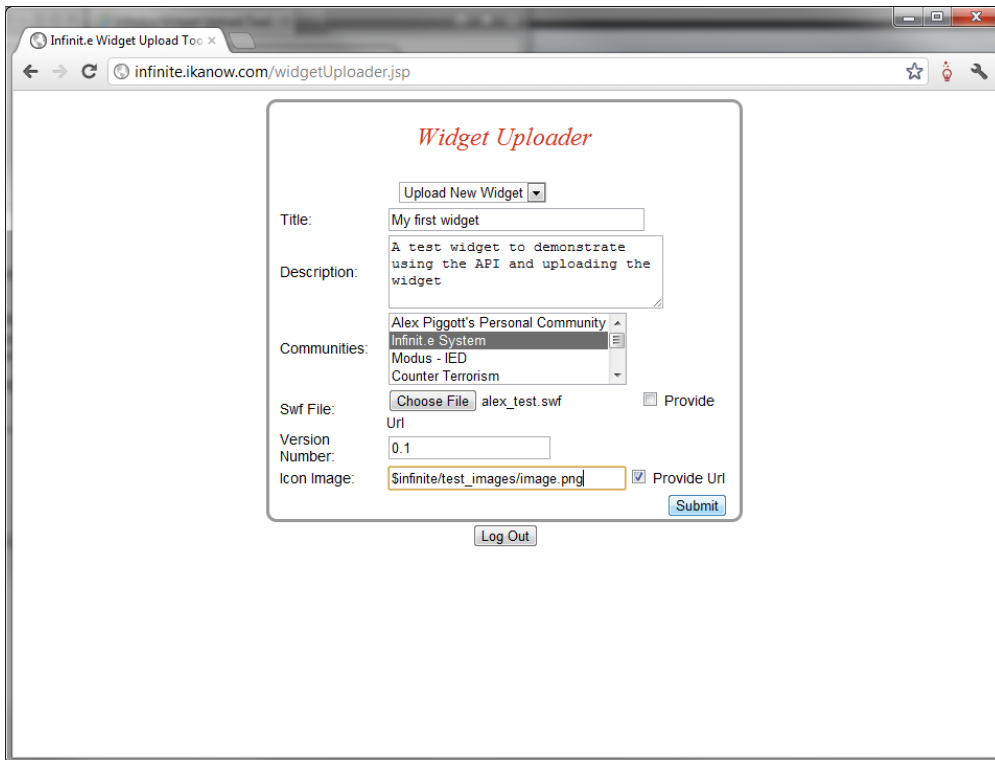 Infinit.e Widget Upload Too
infinite.ikanow.com/widgetUploader.jsp
Widget Uploader
Upload New Widget
Title:
My first widget
Description:
A test widget to demonstrate
using the API and uploading the
widget
Communities:
Alex Piggott's Personal Community
Infinit.e System
Modus - IED
Counter Terrorism
Swf File:
Choose File alex_test.swf
Provide
Url
Version
Number:
0.1
Icon Image:
$infinite/test_images/image.png
Provide Url
Submit
Log Out